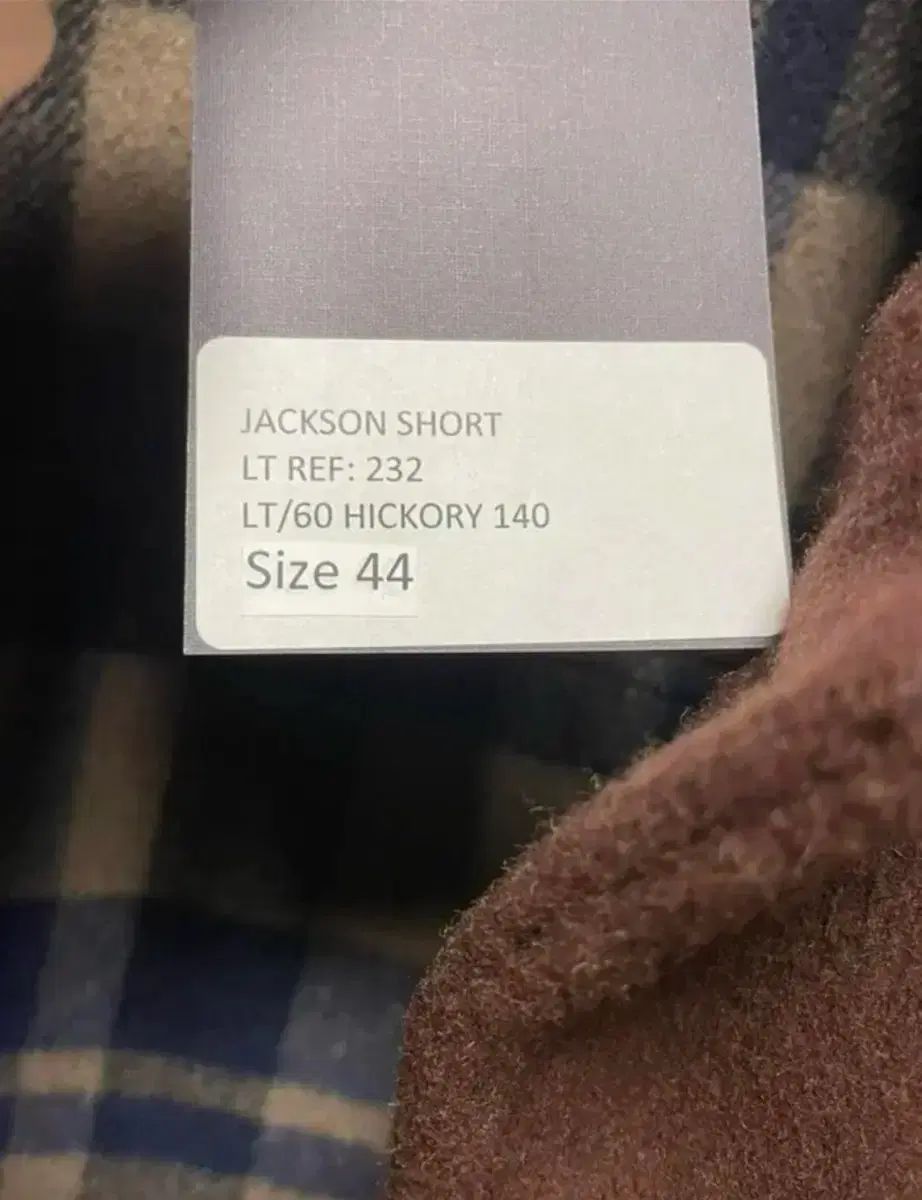 JACKSON SHORT
LT REF: 232
LT/60 HICKORY 140
Size 44